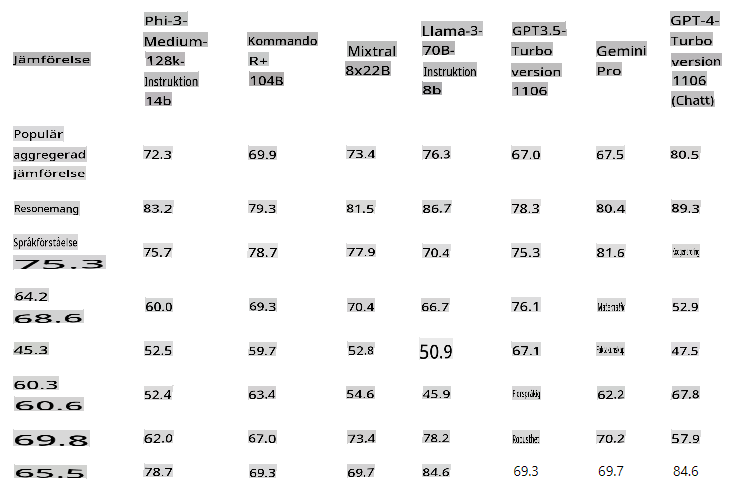 Jämförelse Phi-3-Medium-128k-Instruktion 14b Kommando R+ 104B Mixtral 8x22B Llama-3-70B-Instruktion 8b GPT3.5-Turbo version 1106 Gemini Pro GPT-4-Turbo version 1106 (Chatt)
Populär aggregerad jämförelse 72.3 69.9 73.4 76.3 67.0 67.5 80.5
Resonemang 83.2 79.3 81.5 86.7 78.3 80.4 89.3
Språkförståelse 75.3 75.7 78.7 77.9 70.4 75.3 81.6
64.2 68.6 60.0 69.3 70.4 66.7 76.1 Matematik 52.9
45.3 52.5 59.7 52.8 50.9 67.1 Faktakunskap 47.5
60.3 60.6 52.4 63.4 54.6 45.9 Flerspråkig 62.2 67.8
69.8 62.0 67.0 73.4 78.2 Robusthet 70.2 57.9
65.5 78.7 69.3 69.7 84.6 69.3 69.7 84.6